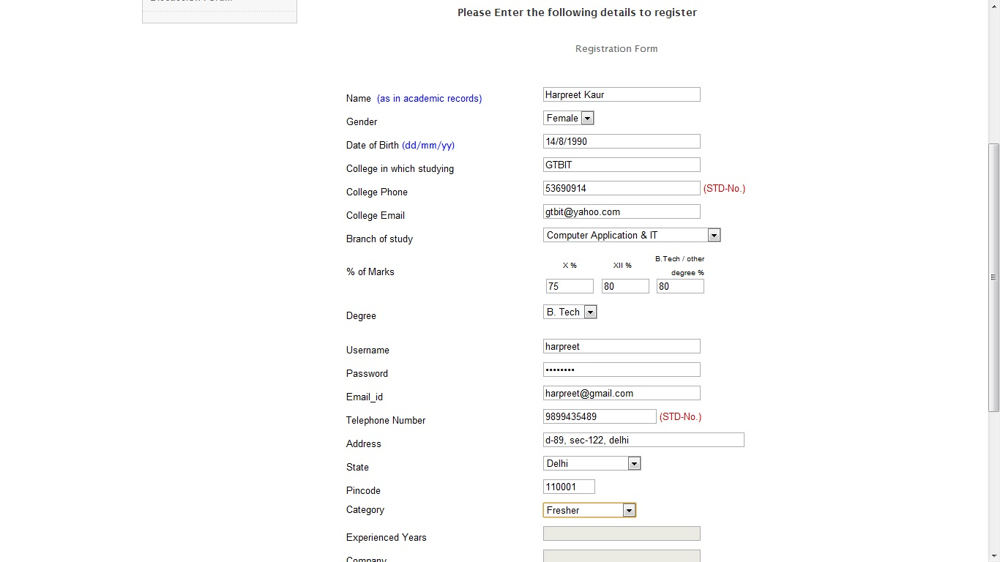 Please Enter the following details to register
Registration Form
Name (as in academic records) Harpreet Kaur
Gender Female
Date of Birth (dd/mm/yy) 14/8/1990
College in which studying GTBIT
College Phone 53690914 (STD-No.)
College Email gtbit@yahoo.com
Branch of study Computer Application & IT
X % XII % B.Tech / other
degree %
% of Marks 75 80 80
Degree B. Tech
Username harpreet
Password ••••••••
Email_id harpreet@gmail.com
Telephone Number 9899435489 (STD-No.)
Address d-89, sec-122, delhi
State Delhi
Pincode 110001
Category Fresher
Experienced Years
Company